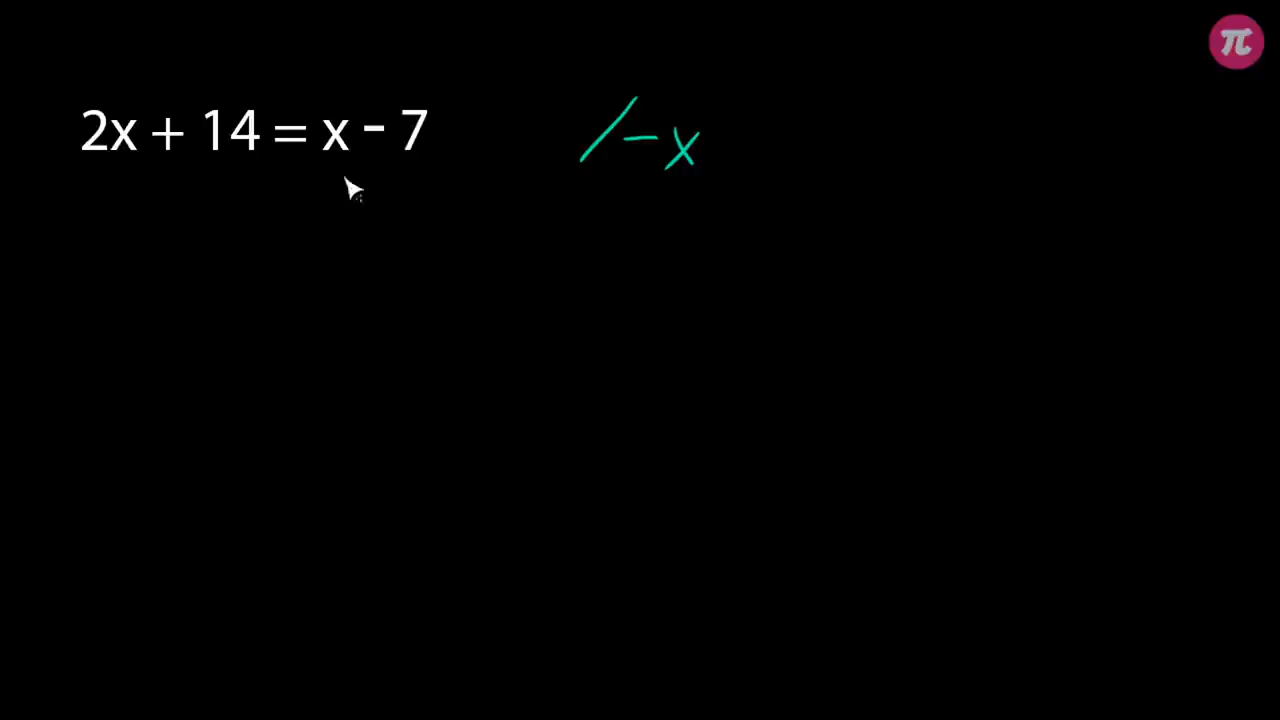 2x + 14 = x - 7 /-x
π